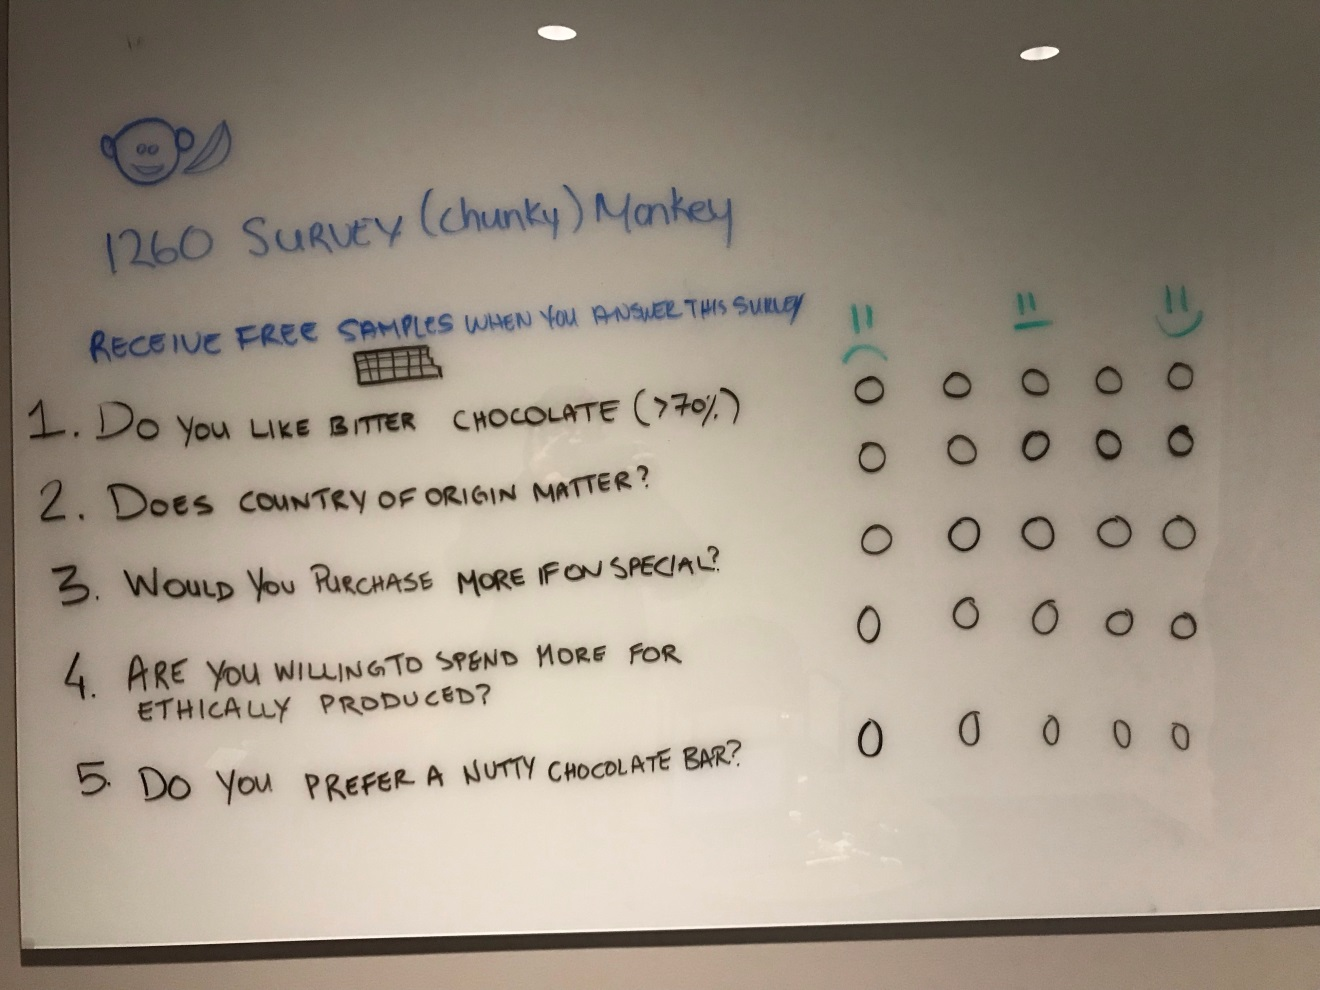 1260 SURVEY (chunky) Monkey
RECEIVE FREE SAMPLES WHEN YOU ANSWER THIS SURVEY
1. DO YOU LIKE BITTER CHOCOLATE (>70%)
2. DOES COUNTRY OF ORIGIN MATTER?
3. WOULD YOU PURCHASE MORE IF ON SPECIAL?
4. ARE YOU WILLING TO SPEND MORE FOR
ETHICALLY PRODUCED?
5. DO YOU PREFER A NUTTY CHOCOLATE BAR?